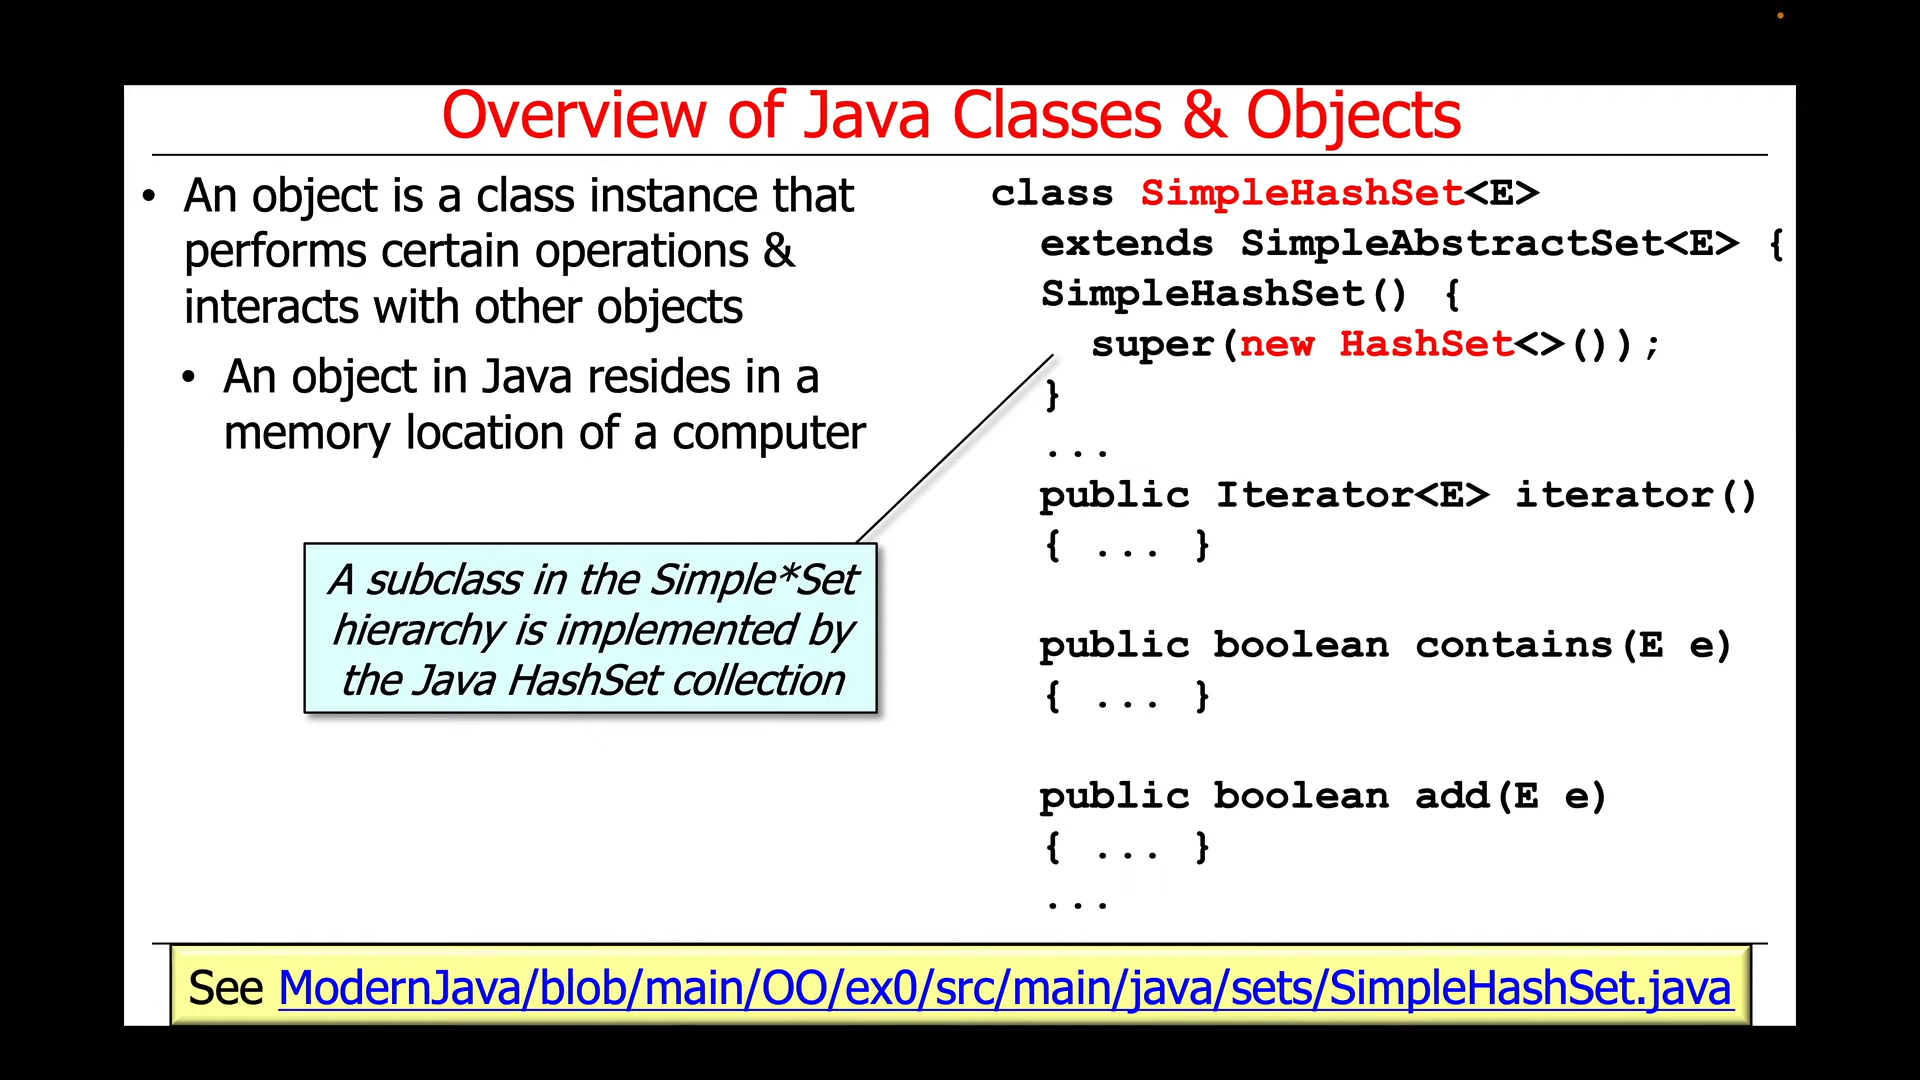 Overview of Java Classes & Objects
• An object is a class instance that
performs certain operations &
interacts with other objects
• An object in Java resides in a
memory location of a computer
A subclass in the Simple*Set
hierarchy is implemented by
the Java HashSet collection
class SimpleHashSet<E>
extends SimpleAbstractSet<E> {
SimpleHashSet() {
super(new HashSet<>());
}
...
public Iterator<E> iterator()
{ ... }
public boolean contains(E e)
{ ... }
public boolean add(E e)
{ ... }
...
See ModernJava/blob/main/OO/ex0/src/main/java/sets/SimpleHashSet.java